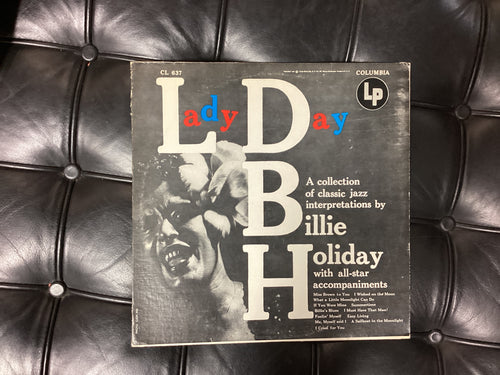 CL 637
COLUMBIA
Lp
Lady Day
A collection
of classic jazz
interpretations by
Billie
Holiday
with all-star
accompaniments
Miss Brown to You I Wished on the Moon
What a Little Moonlight Can Do
If You Were Mine Summertime
Billie's Blues I Must Have That Man!
Foolin' Myself Easy Living
Me, Myself and I A Sailboat in the Moonlight
I Cried for You